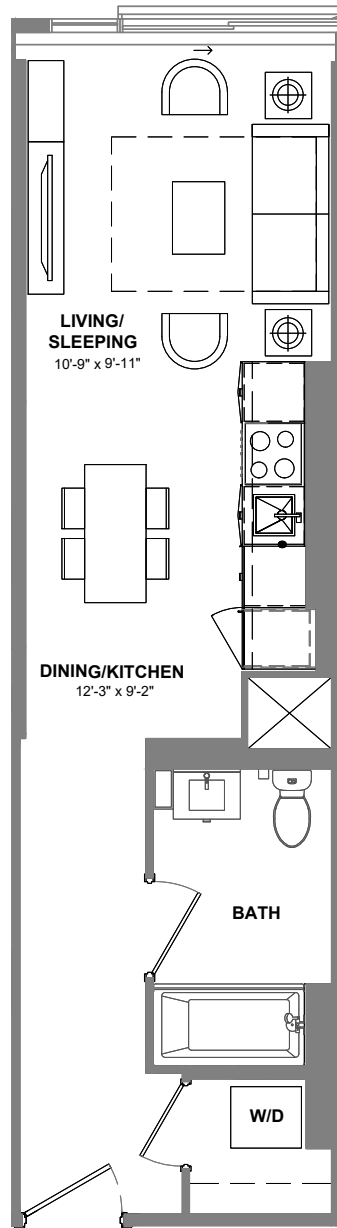 LIVING/
SLEEPING
10'-9" x 9'-11"
DINING/KITCHEN
12'-3" x 9'-2"
BATH
W/D